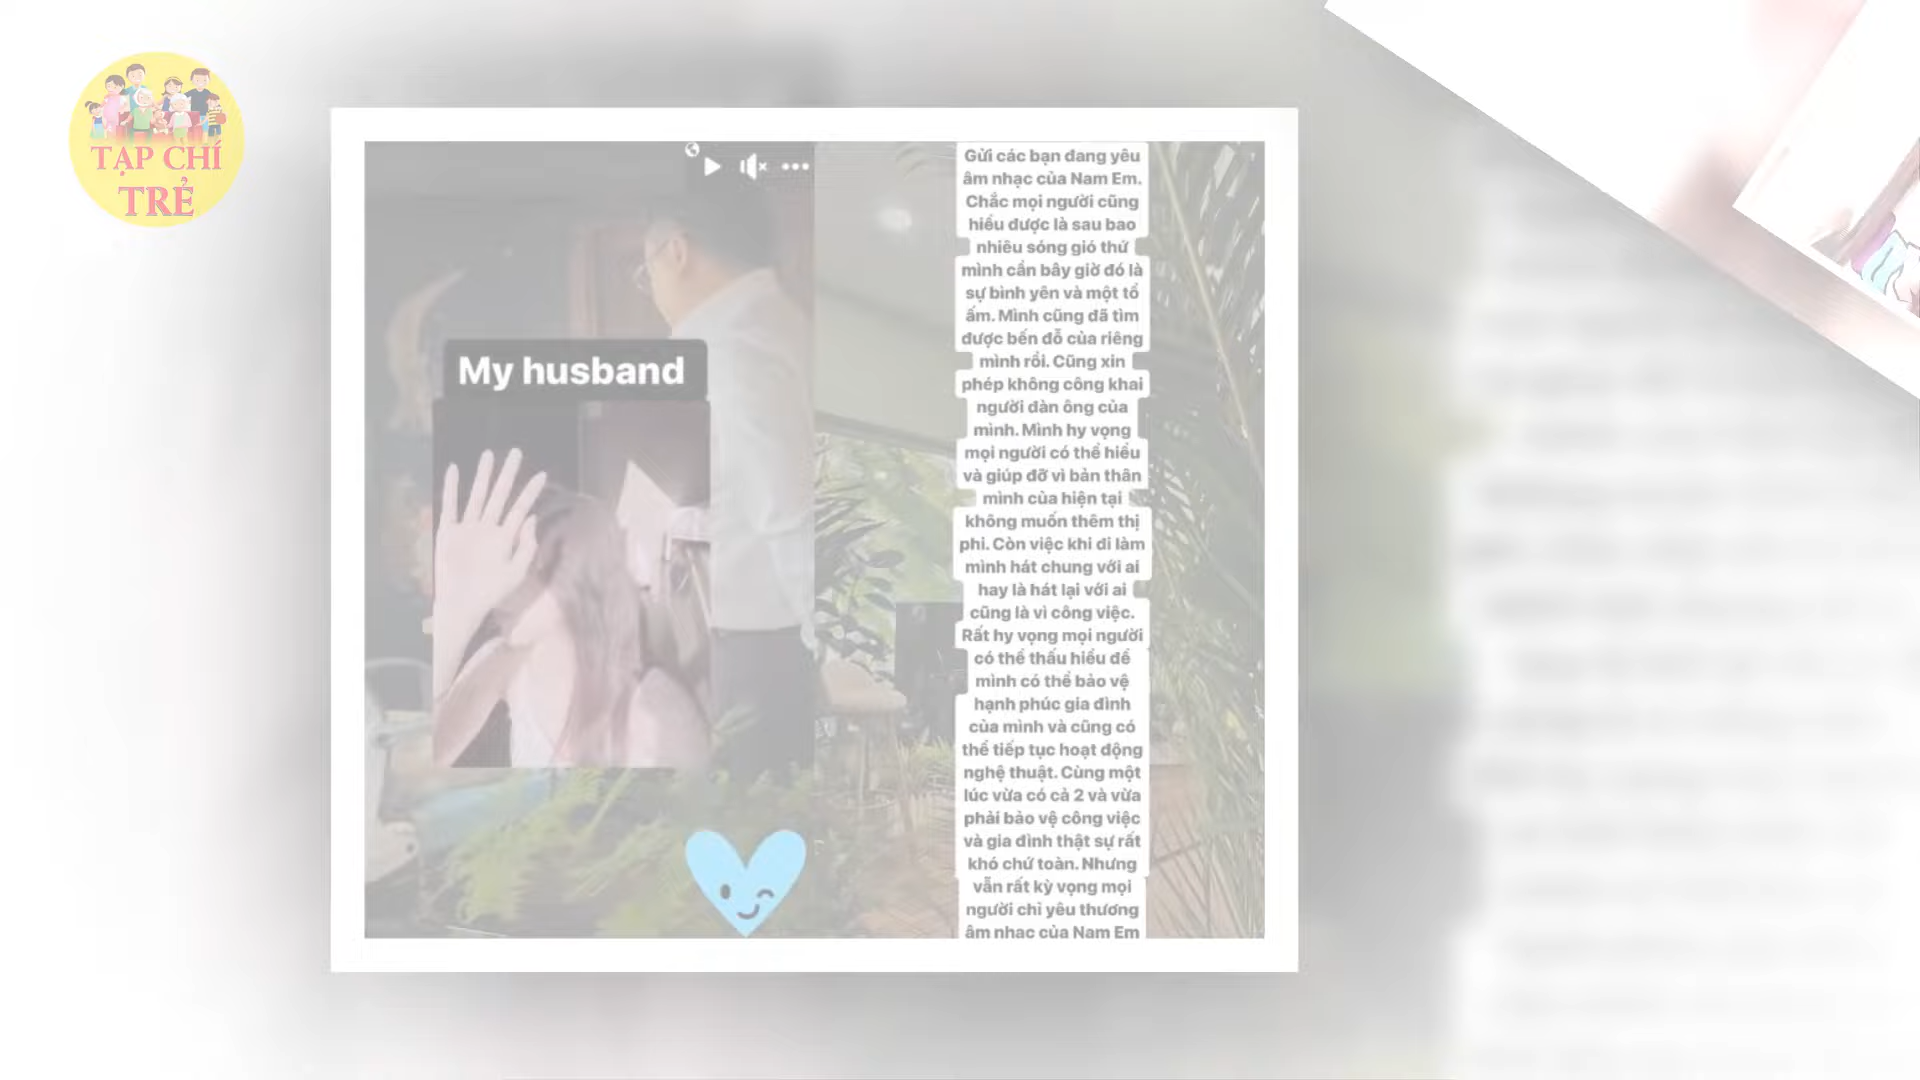 TẠP CHÍ
TRẺ
My husband
Gửi các bạn đang yêu
âm nhạc của Nam Em.
Chắc mọi người cũng
hiểu được là sau bao
nhiêu sóng gió thứ
mình cần bây giờ đó là
sự bình yên và một tổ
ấm. Mình cũng đã tìm
được bến đỗ của riêng
mình rồi. Cũng xin
phép không công khai
người đàn ông của
mình. Mình hy vọng
mọi người có thể hiểu
và giúp đỡ vì bản thân
mình của hiện tại
không muốn thêm thị
phi. Còn việc khi đi làm
mình hát chung với ai
hay là hát lại với ai
cũng là vì công việc.
Rất hy vọng mọi người
có thể thấu hiểu để
mình có thể bảo vệ
hạnh phúc gia đình
của mình và cũng có
thể tiếp tục hoạt động
nghệ thuật. Cùng một
lúc vừa có cả 2 và vừa
phải bảo vệ công việc
và gia đình thật sự rất
khó chứ toàn. Nhưng
vẫn rất kỳ vọng mọi
người chỉ yêu thương
âm nhạc của Nam Em